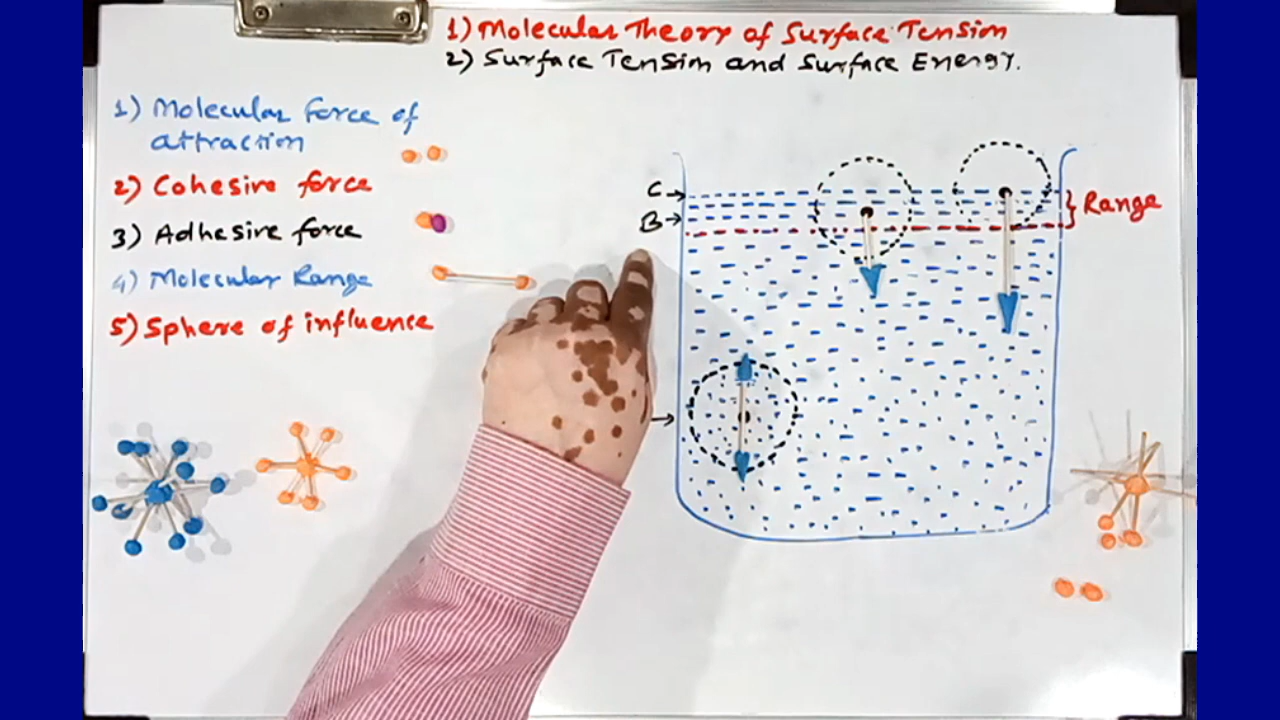 1) Molecular Theory of Surface Tension
2) Surface Tension and Surface Energy.
1) Molecular force of
attraction
2) Cohesive force
3) Adhesive force
4) Molecular Range
5) Sphere of influence
C
B
Range